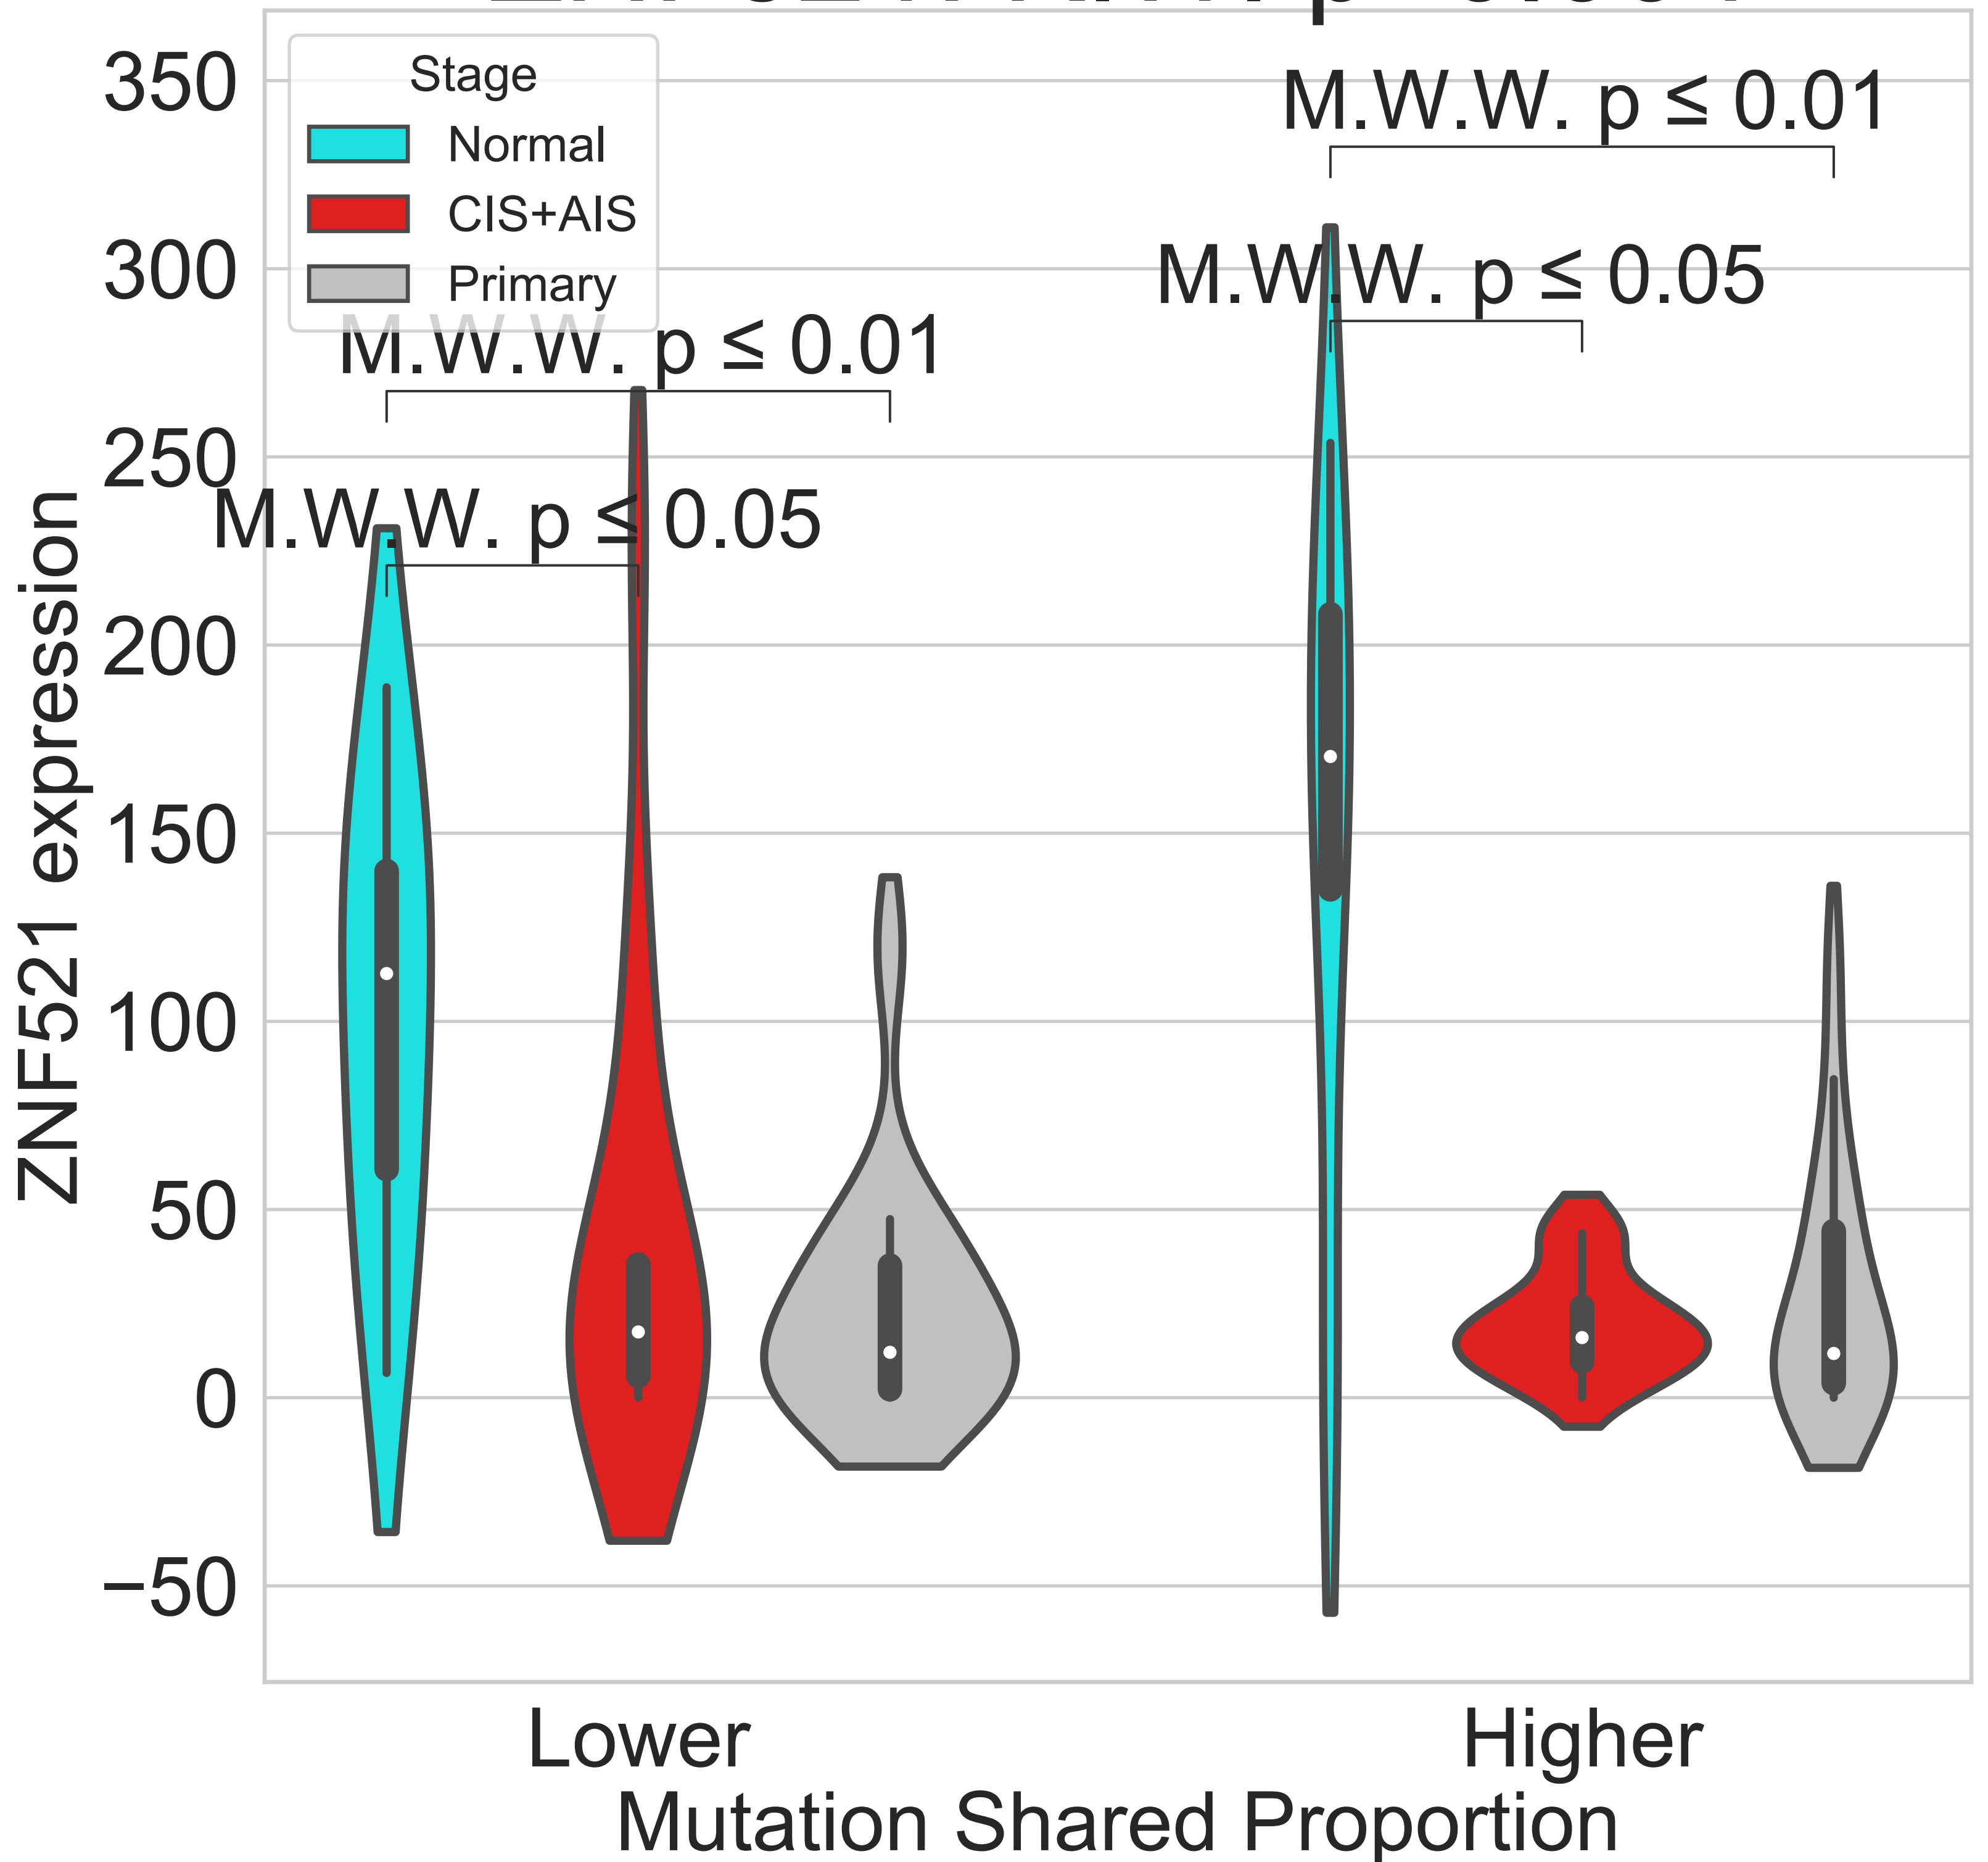 350
300
250
200
150
100
50
0
−50
ZNF521 expression
Stage
Normal
CIS+AIS
Primary
M.W.W. p ≤ 0.01
M.W.W. p ≤ 0.05
M.W.W. p ≤ 0.01
M.W.W. p ≤ 0.05
Lower
Higher
Mutation Shared Proportion